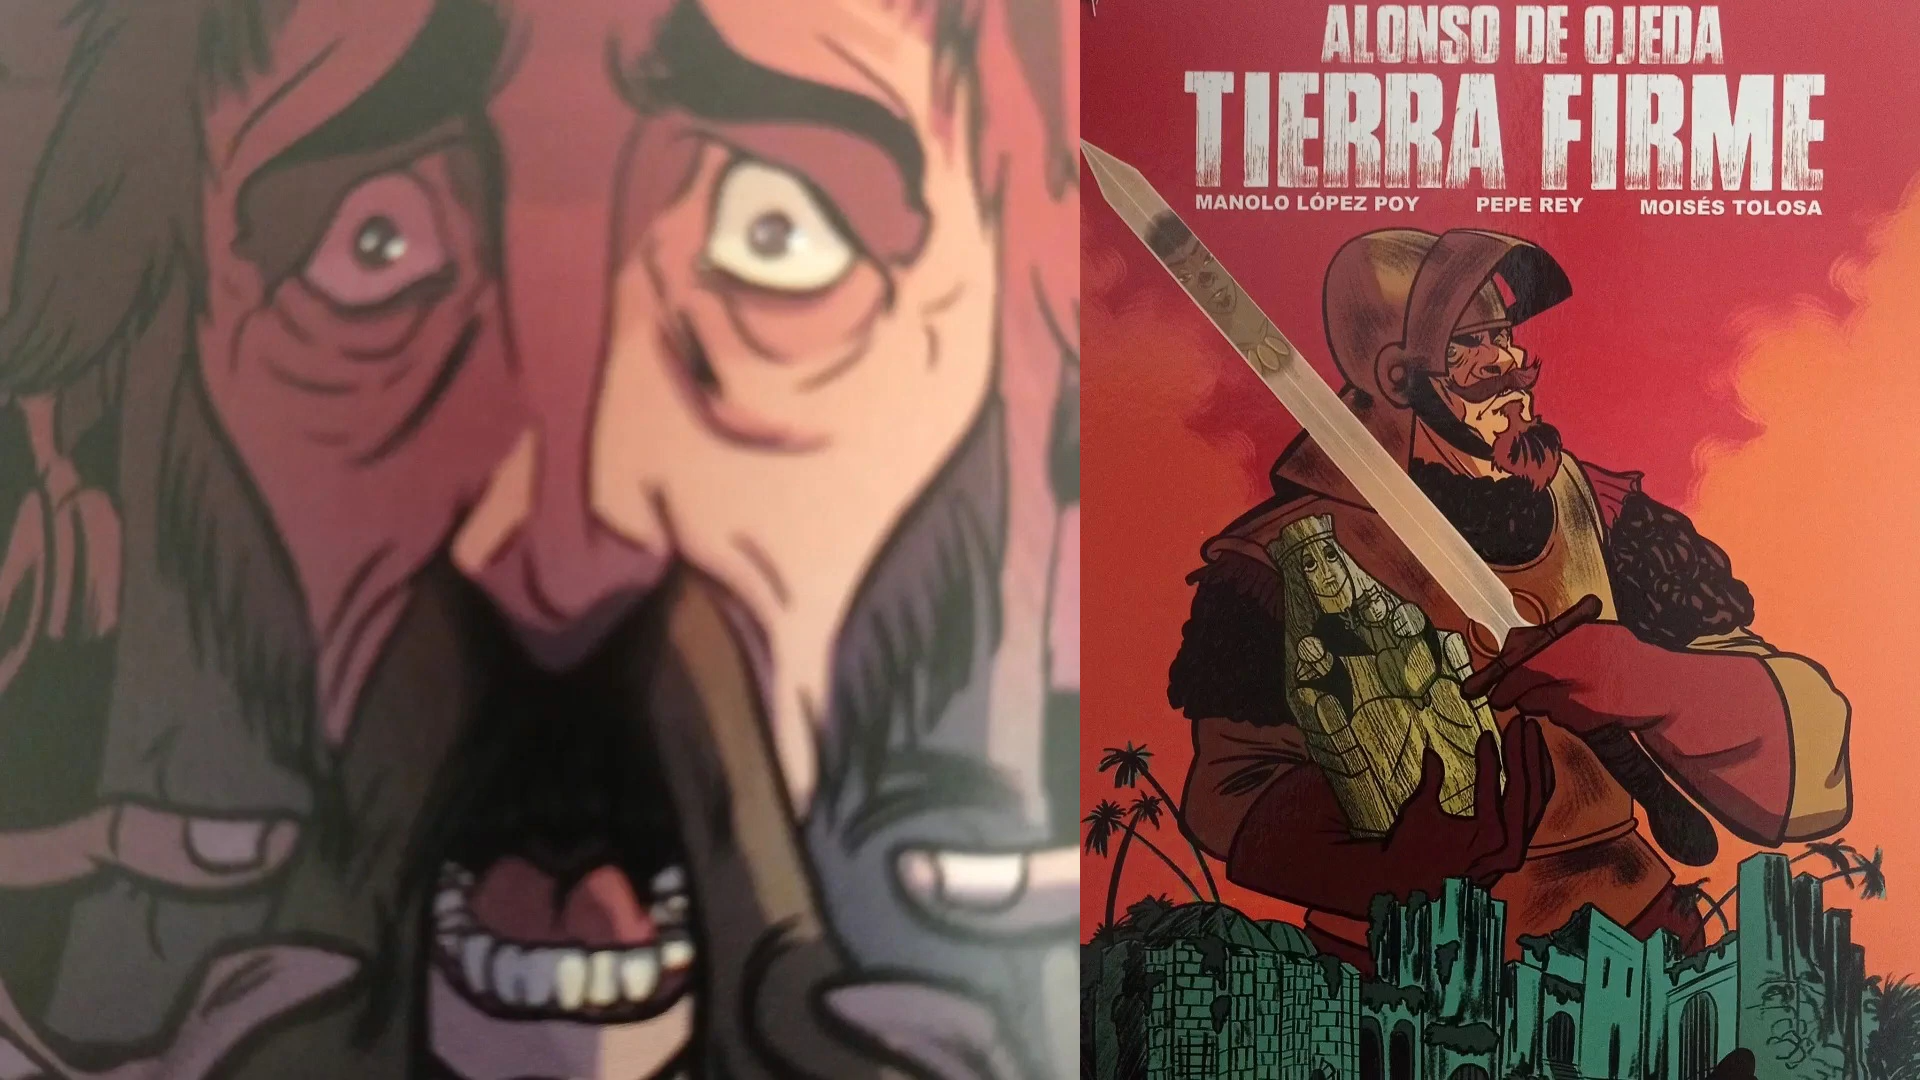 ALONSO DE OJEDA
TIERRA FIRME
MANOLO LÓPEZ POY PEPE REY MOISÉS TOLOSA